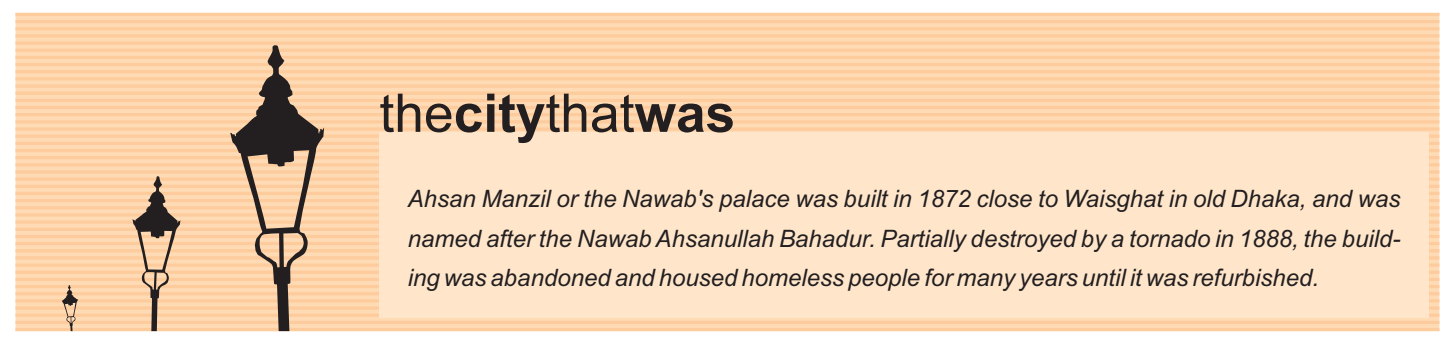 thecitythatwas
Ahsan Manzil or the Nawab's palace was built in 1872 close to Waisghat in old Dhaka, and was
named after the Nawab Ahsanullah Bahadur. Partially destroyed by a tornado in 1888, the build-
ing was abandoned and housed homeless people for many years until it was refurbished.